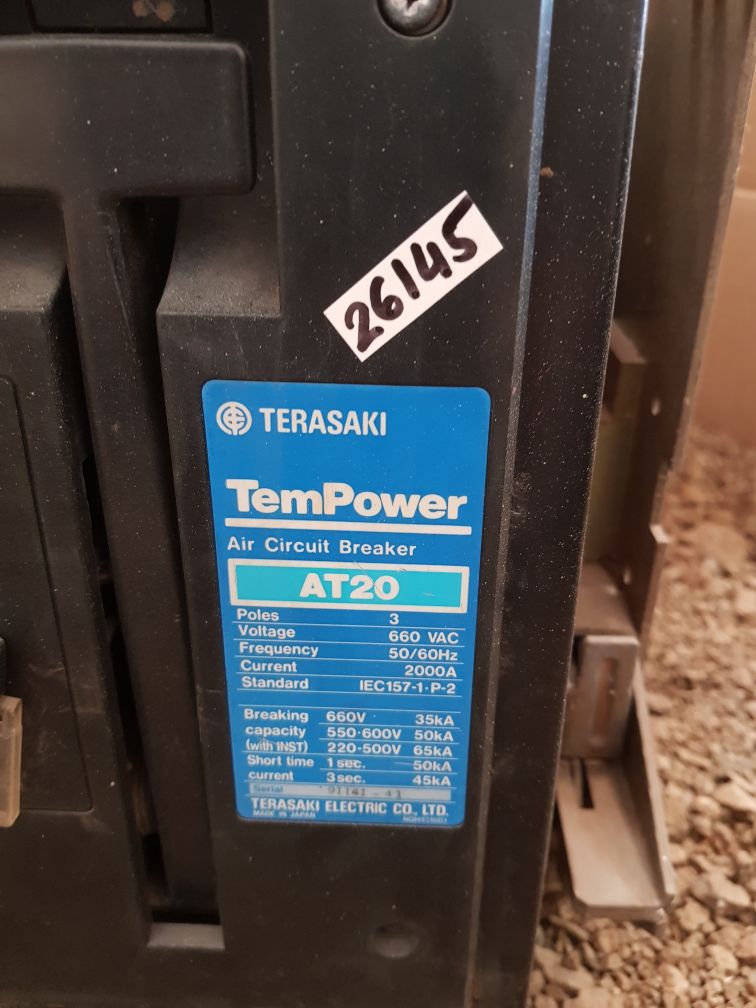 26145
TERASAKI
TemPower
Air Circuit Breaker
AT20
Poles 3
Voltage 660 VAC
Frequency 50/60Hz
Current 2000A
Standard IEC157-1·P-2
Breaking 660V 35kA
capacity 550-600V 50kA
(with INST) 220-500V 65kA
Short time 1sec. 50kA
current 3sec. 45kA
Serial
TERASAKI ELECTRIC CO., LTD.
MADE IN JAPAN